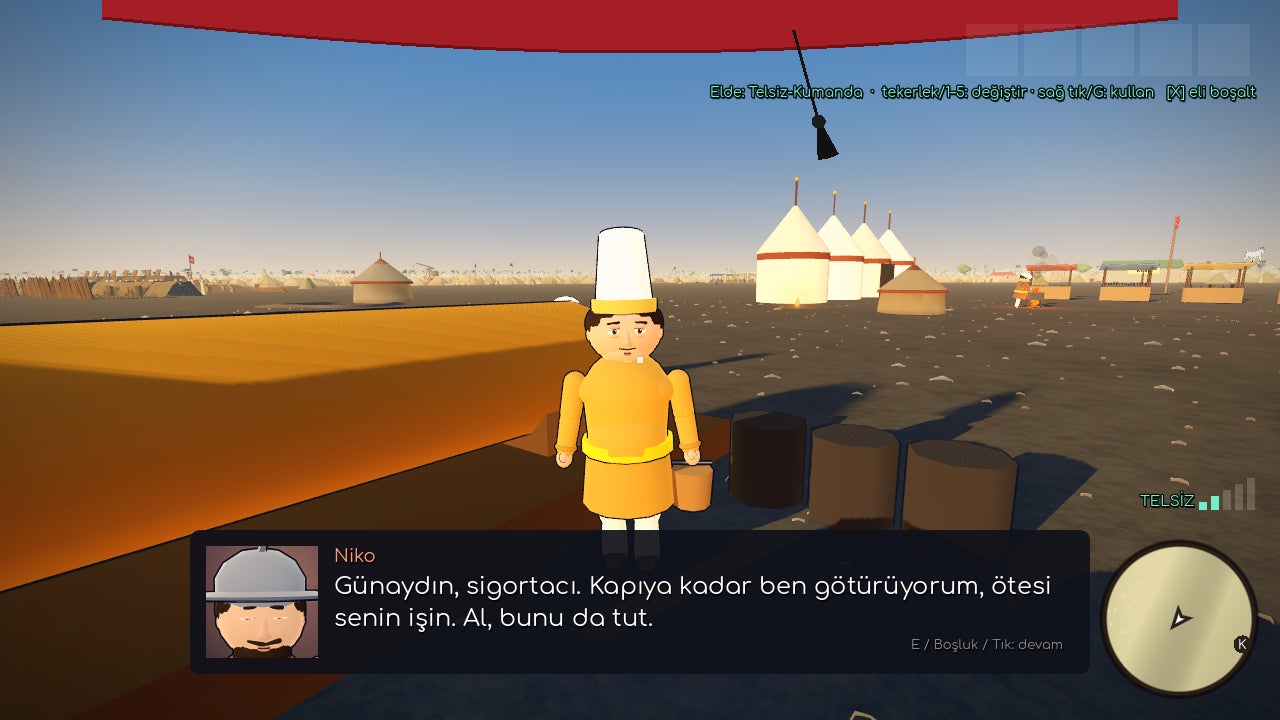 Elde: Telsiz-Kumanda · tekerlek/1-5: değiştir · sağ tık/G: kullan [X] eli boşalt
TELSİZ
Niko
Günaydın, sigortacı. Kapıya kadar ben götürüyorum, ötesi
senin işin. Al, bunu da tut.
E / Boşluk / Tık: devam
K